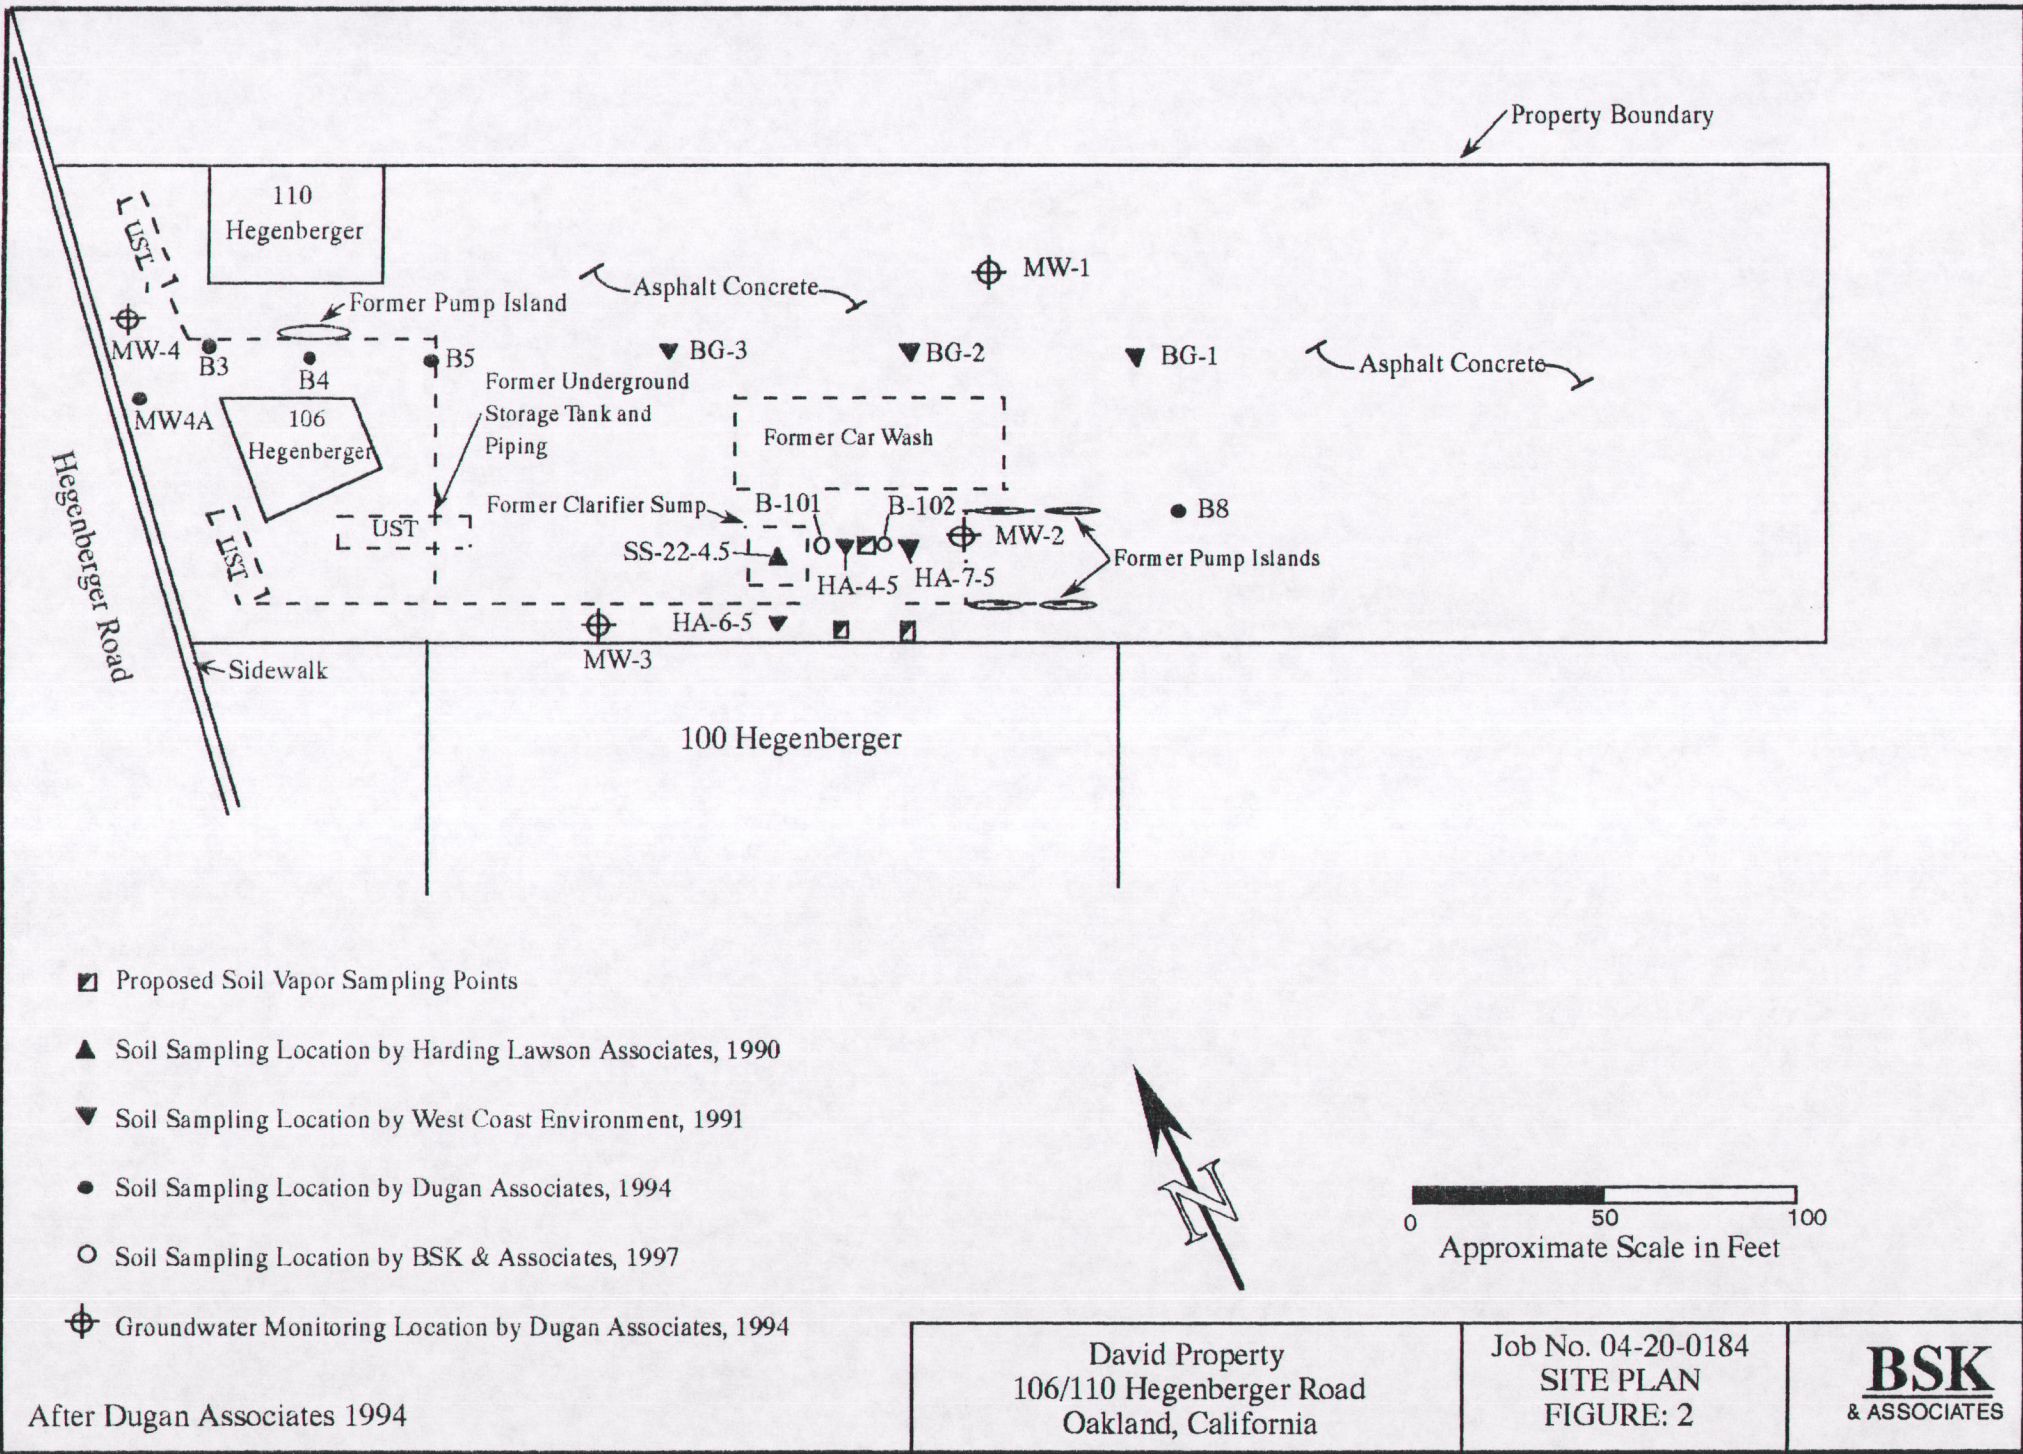 Property Boundary
110
Hegenberger
UST
MW-1
Asphalt Concrete
Former Pump Island
MW-4
B3
B4
B5
BG-3
BG-2
BG-1
Asphalt Concrete
MW4A
106
Hegenberger
Former Underground
Storage Tank and
Piping
Former Car Wash
Hegenberger Road
Former Clarifier Sump
B-101
B-102
B8
UST
UST
SS-22-4.5
MW-2
HA-4-5
HA-7-5
Former Pump Islands
HA-6-5
MW-3
Sidewalk
100 Hegenberger
Proposed Soil Vapor Sampling Points
Soil Sampling Location by Harding Lawson Associates, 1990
Soil Sampling Location by West Coast Environment, 1991
Soil Sampling Location by Dugan Associates, 1994
Soil Sampling Location by BSK & Associates, 1997
Groundwater Monitoring Location by Dugan Associates, 1994
After Dugan Associates 1994
N
0 50 100
Approximate Scale in Feet
David Property
106/110 Hegenberger Road
Oakland, California
Job No. 04-20-0184
SITE PLAN
FIGURE: 2
BSK
& ASSOCIATES